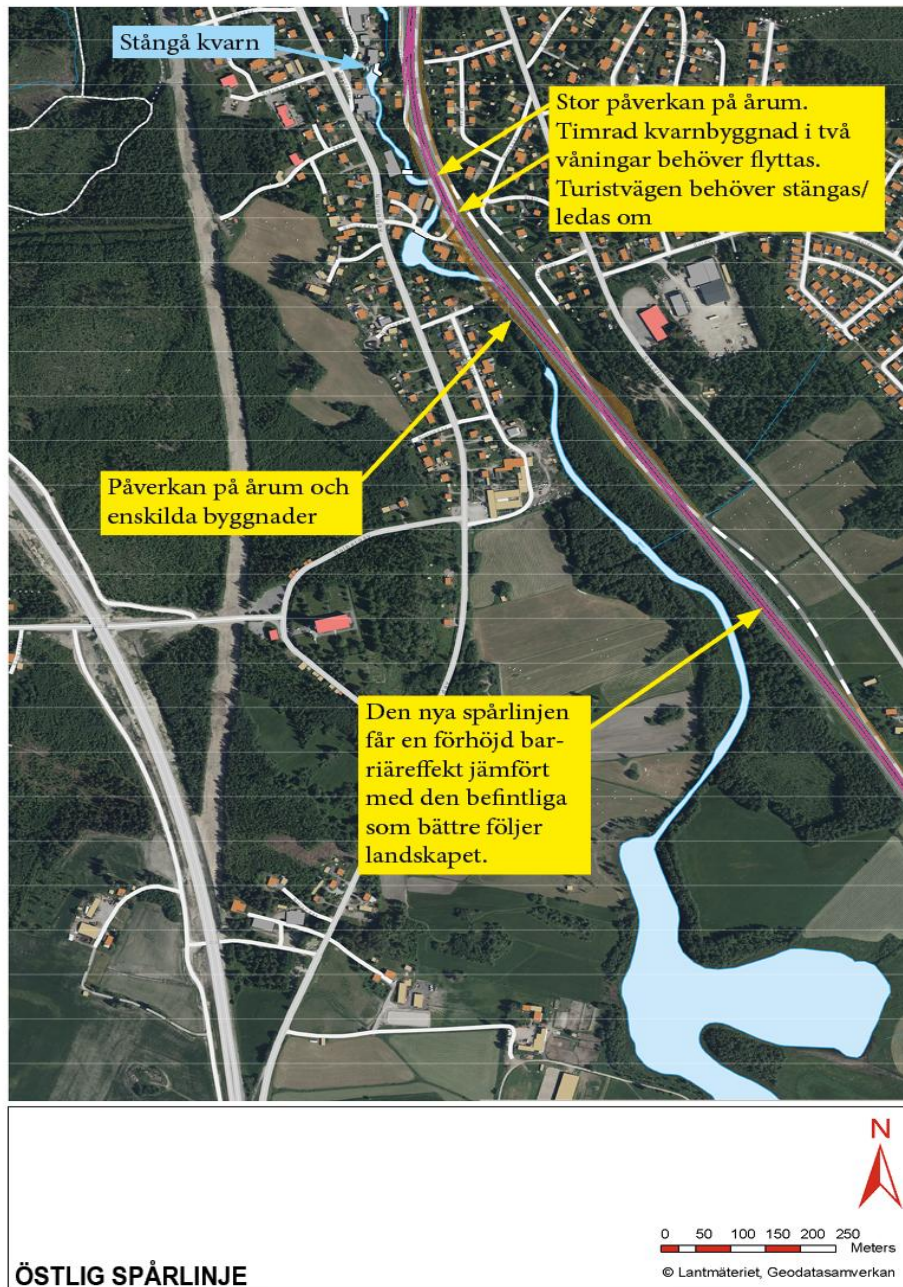 Stångå kvarn
Stor påverkan på årum.
Timrad kvarnbyggnad i två
våningar behöver flyttas.
Turistvägen behöver stängas/
ledas om
Påverkan på årum och
enskilda byggnader
Den nya spårlinjen
får en förhöjd bar-
riäreffekt jämfört
med den befintliga
som bättre följer
landskapet.
N
0 50 100 150 200 250
Meters
© Lantmäteriet, Geodatasamverkan
ÖSTLIG SPÅRLINJE